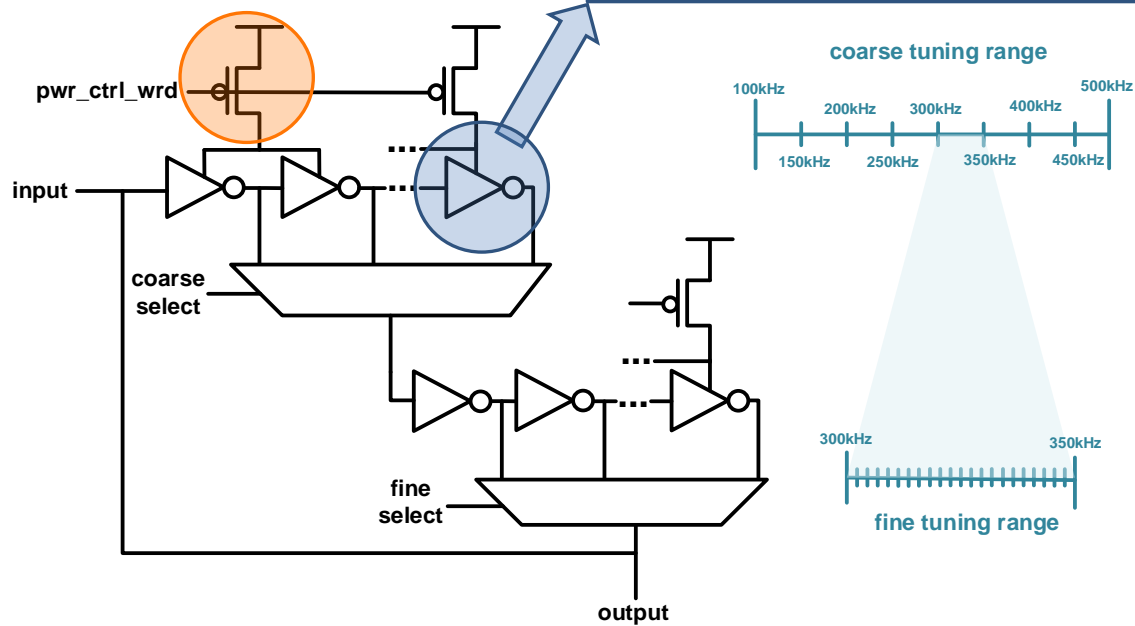 coarse tuning range
pwr_ctrl_wrd
100kHz
200kHz
300kHz
400kHz
500kHz
150kHz
250kHz
350kHz
450kHz
input
coarse
select
300kHz
350kHz
fine
select
fine tuning range
output